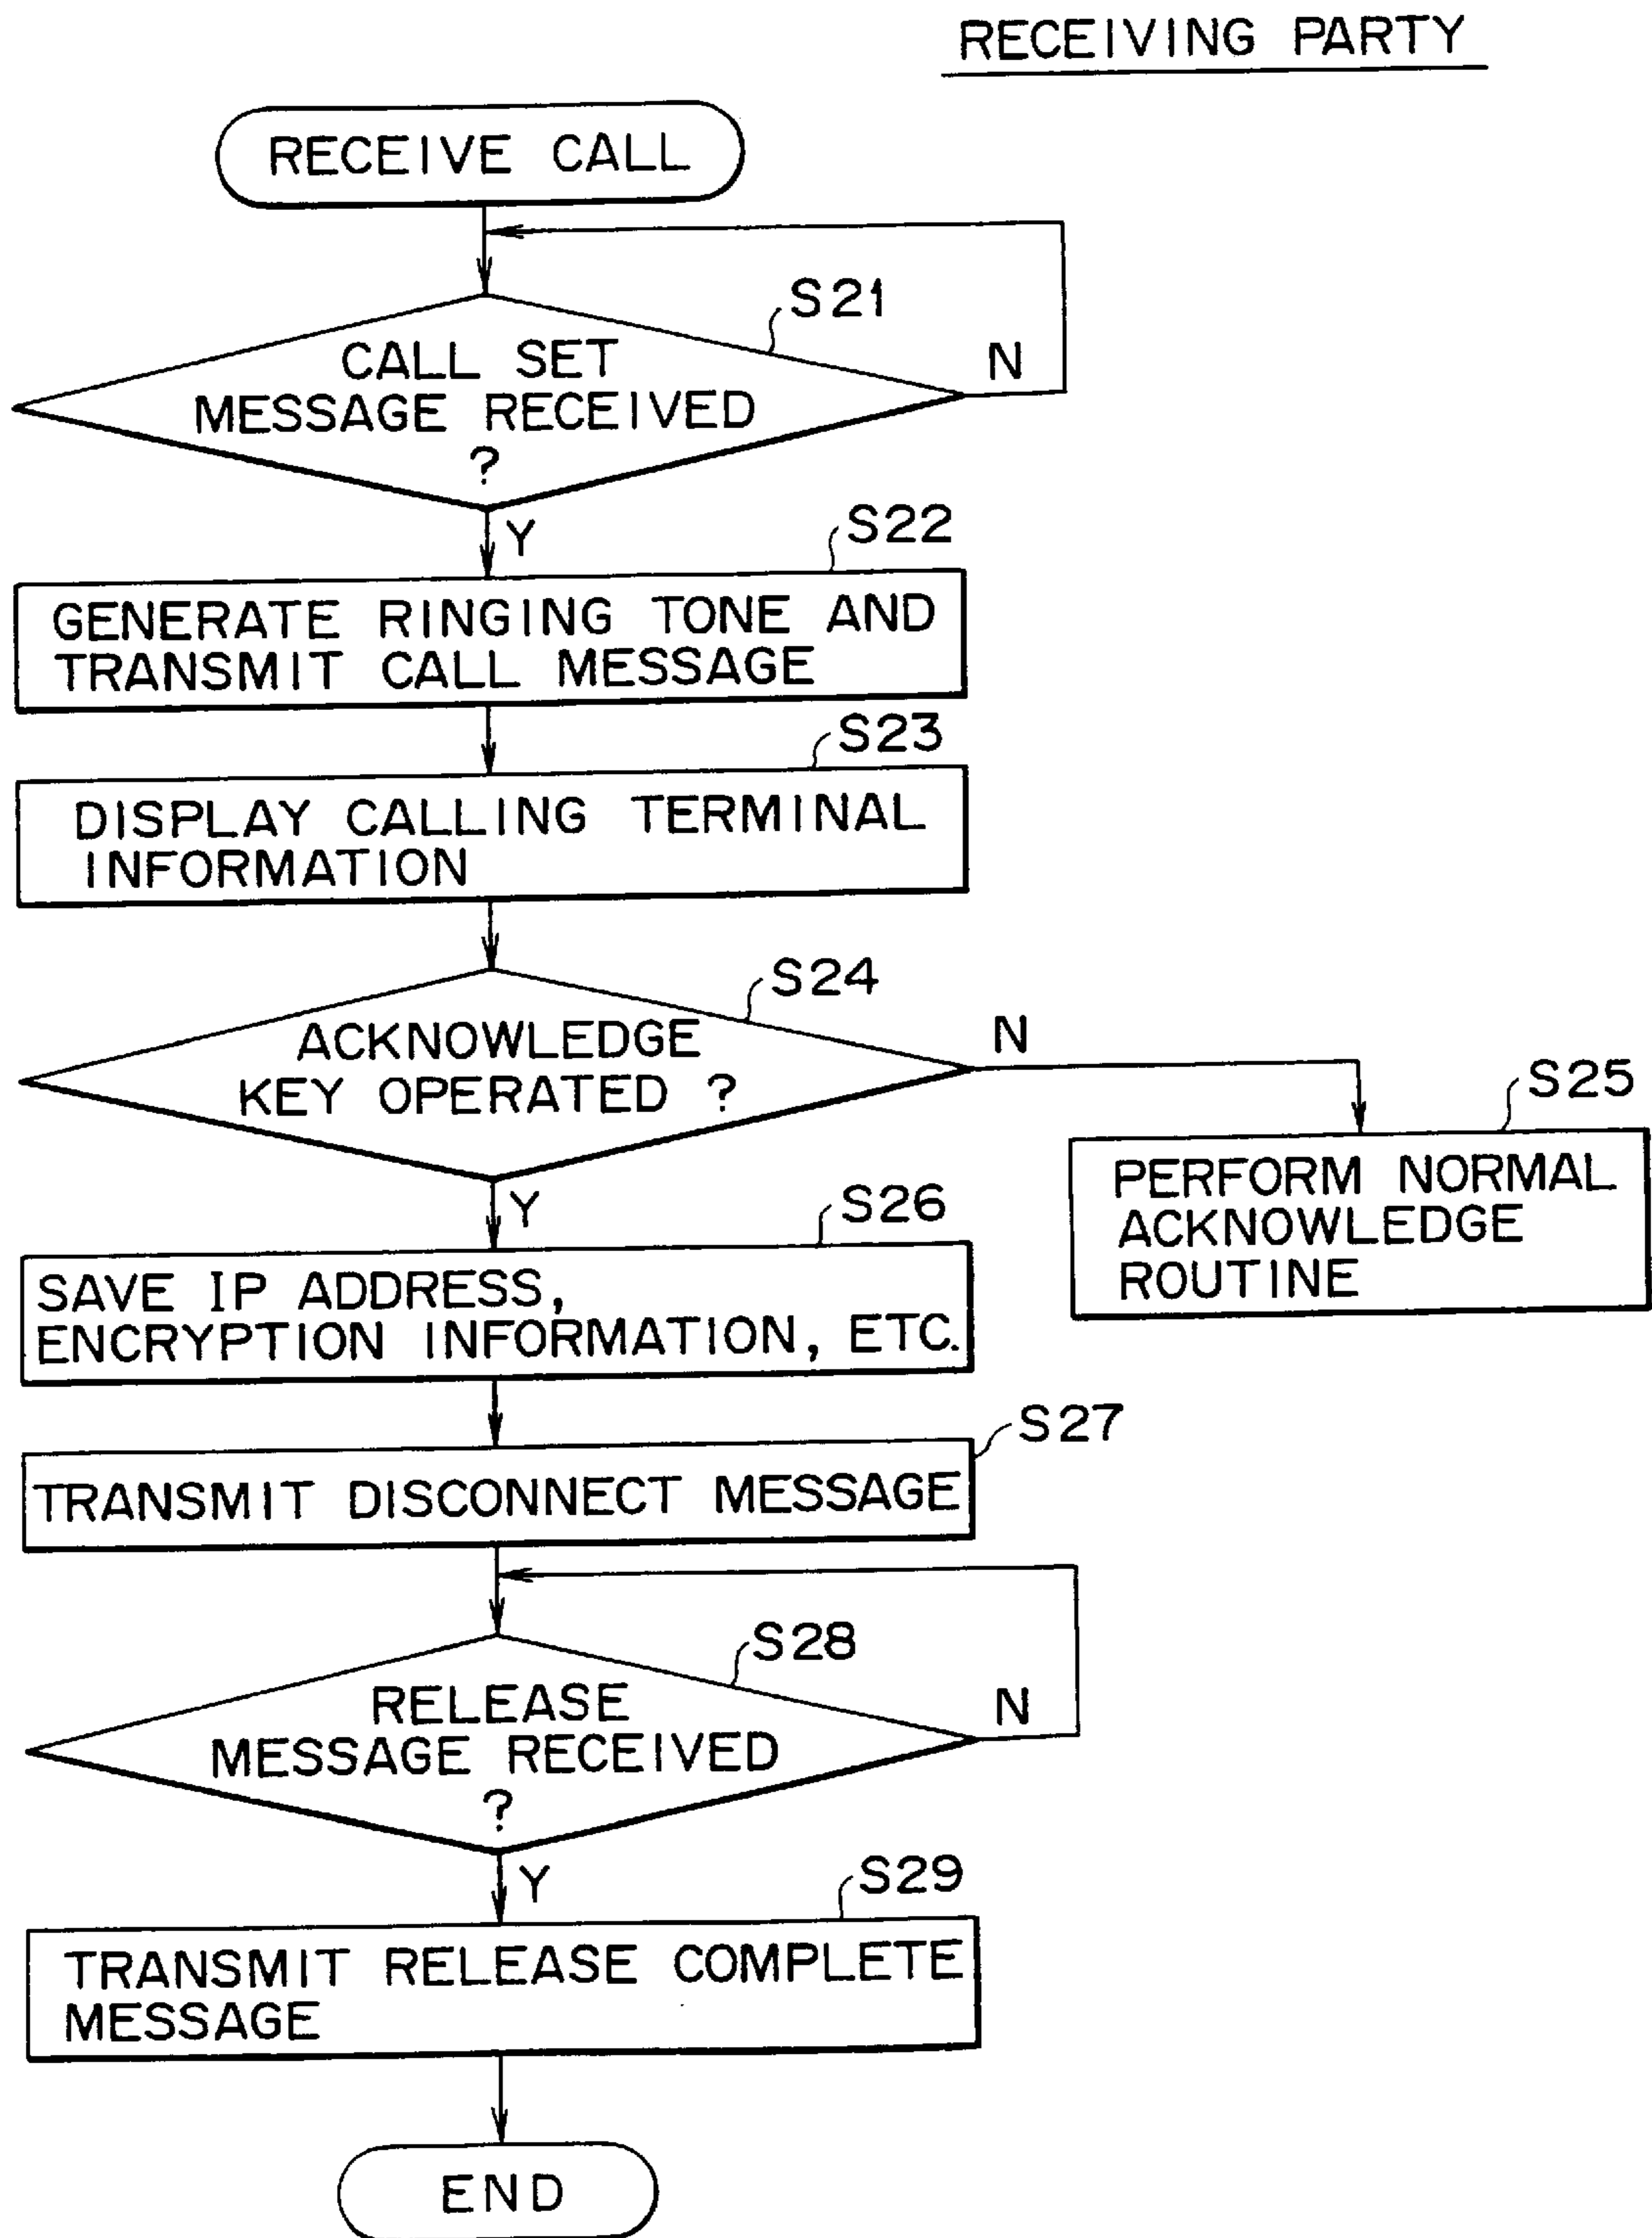 RECEIVING PARTY
RECEIVE CALL
S21
CALL SET
MESSAGE RECEIVED
?
N
Y
S22
GENERATE RINGING TONE AND
TRANSMIT CALL MESSAGE
S23
DISPLAY CALLING TERMINAL
INFORMATION
S24
ACKNOWLEDGE
KEY OPERATED ?
N
S25
PERFORM NORMAL
ACKNOWLEDGE
ROUTINE
Y
S26
SAVE IP ADDRESS,
ENCRYPTION INFORMATION, ETC.
S27
TRANSMIT DISCONNECT MESSAGE
S28
RELEASE
MESSAGE RECEIVED
?
N
Y
S29
TRANSMIT RELEASE COMPLETE
MESSAGE
END